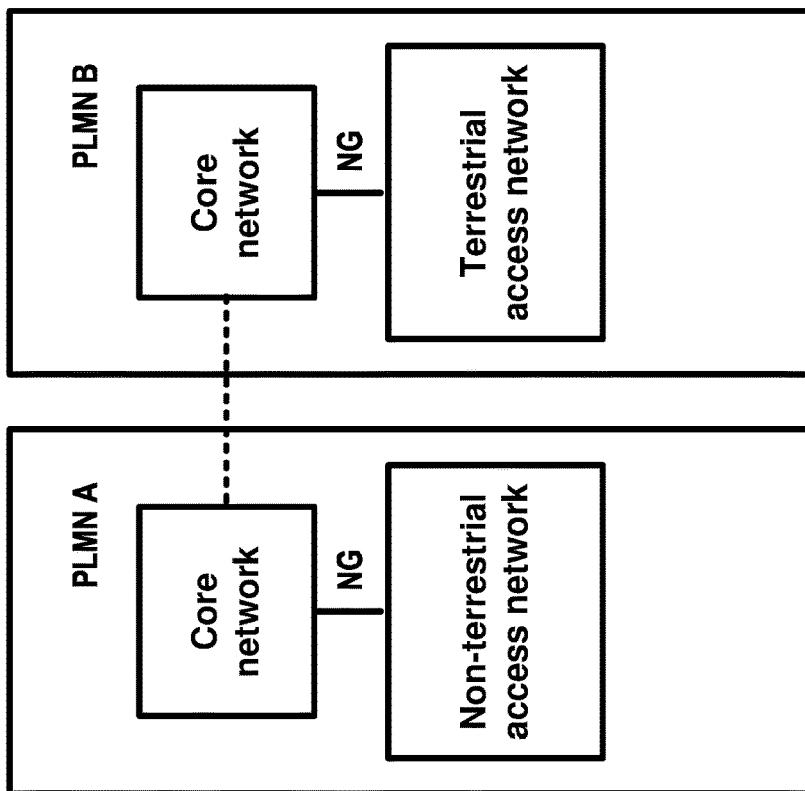 PLMN A
Core
network
NG
Non-terrestrial
access network
PLMN B
Core
network
NG
Terrestrial
access network